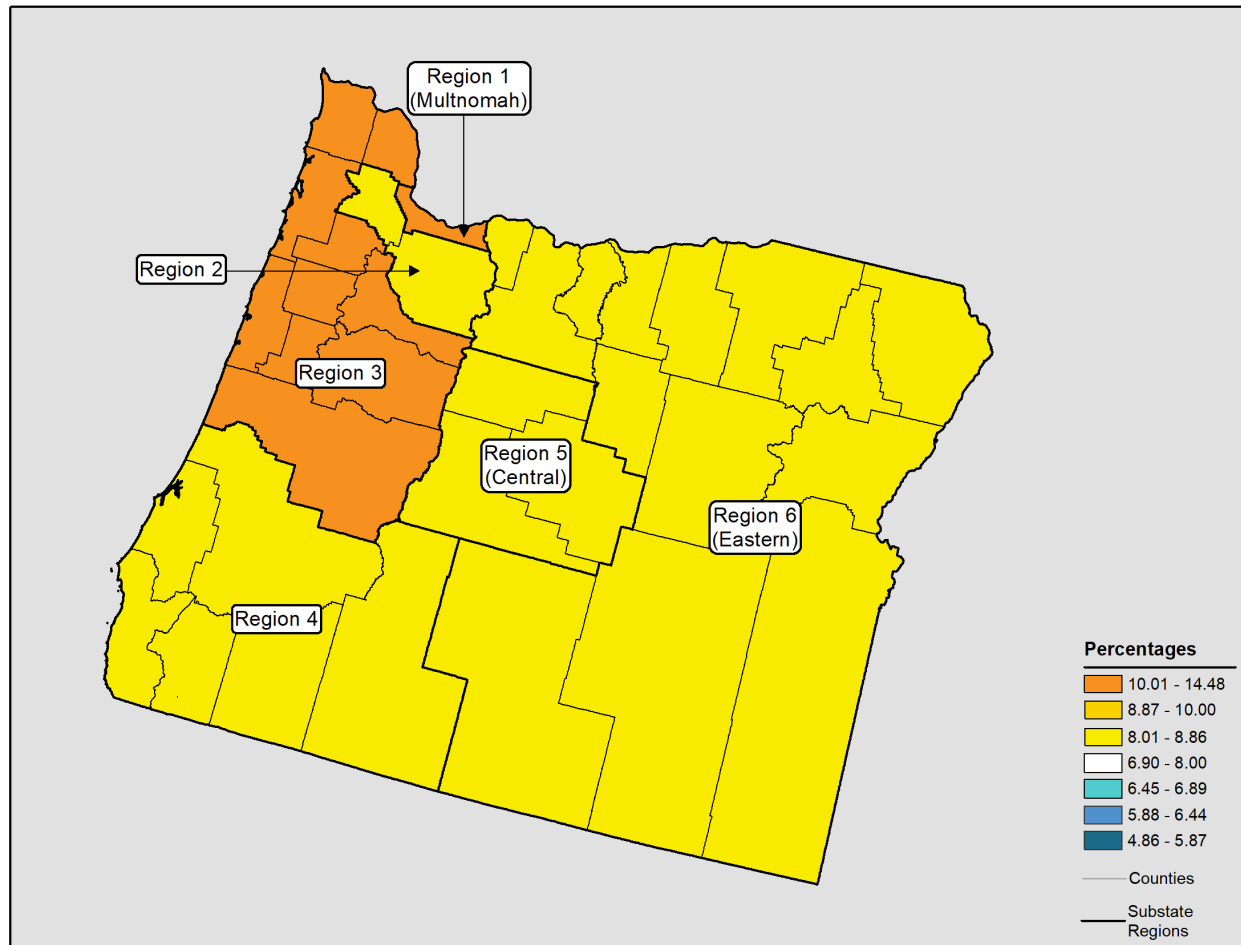 Region 1
(Multnomah)
Region 2
Region 3
Region 5
(Central)
Region 6
(Eastern)
Region 4
Percentages
10.01 - 14.48
8.87 - 10.00
8.01 - 8.86
6.90 - 8.00
6.45 - 6.89
5.88 - 6.44
4.86 - 5.87
Counties
Substate
Regions